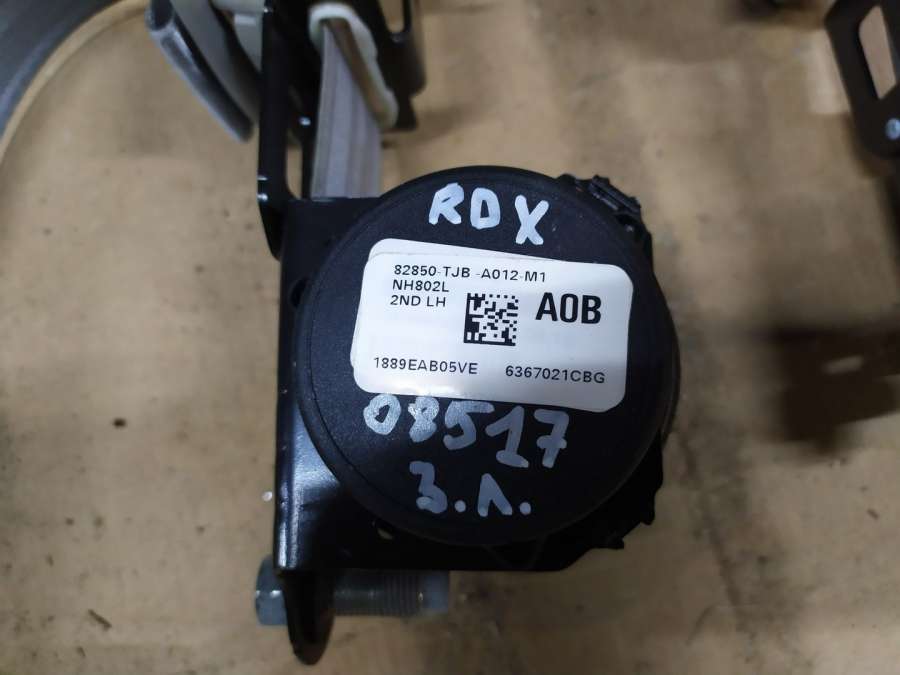 RDX
82850-TJB -A012-M1
NH802L
2ND LH
A0B
1889EAB05VE 6367021CBG
08517
З.Л.